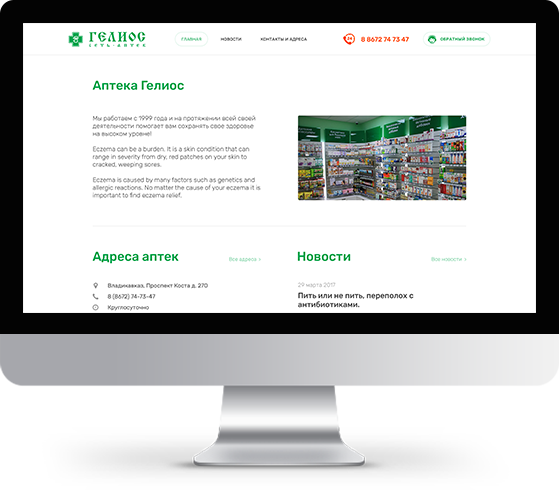 ГЕЛИОС
СЕТЬ-АПТЕК
ГЛАВНАЯ
НОВОСТИ
КОНТАКТЫ И АДРЕСА
24
8 8672 74 73 47
ОБРАТНЫЙ ЗВОНОК
Аптека Гелиос
Мы работаем с 1999 года и на протяжении всей своей
деятельности помогает вам сохранять свое здоровье
на высоком уровне!
Eczema can be a burden. It is a skin condition that can
range in severity from dry, red patches on your skin to
cracked, weeping sores.
Eczema is caused by many factors such as genetics and
allergic reactions. No matter the cause of your eczema it is
important to find eczema relief.
Адреса аптек
Все адреса >
Владикавказ, Проспект Коста д. 270
8 (8672) 74-73-47
Круглосуточно
Новости
Все новости >
29 марта 2017
Пить или не пить, переполох с
антибиотиками.